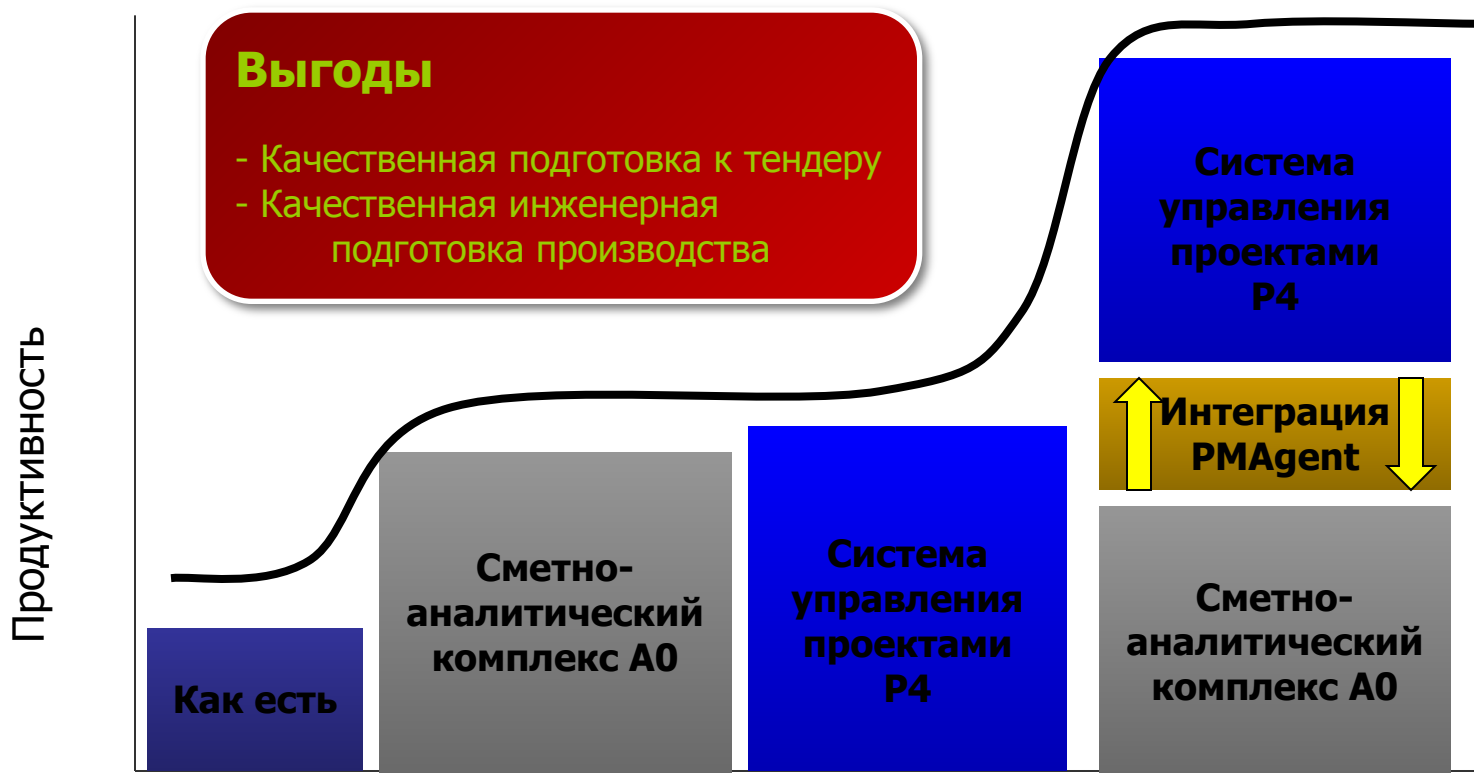 Выгоды
- Качественная подготовка к тендеру
- Качественная инженерная
подготовка производства
Продуктивность
Как есть
Сметно-
аналитический
комплекс А0
Система
управления
проектами
P4
Система
управления
проектами
P4
Интеграция
PMAgent
Сметно-
аналитический
комплекс А0